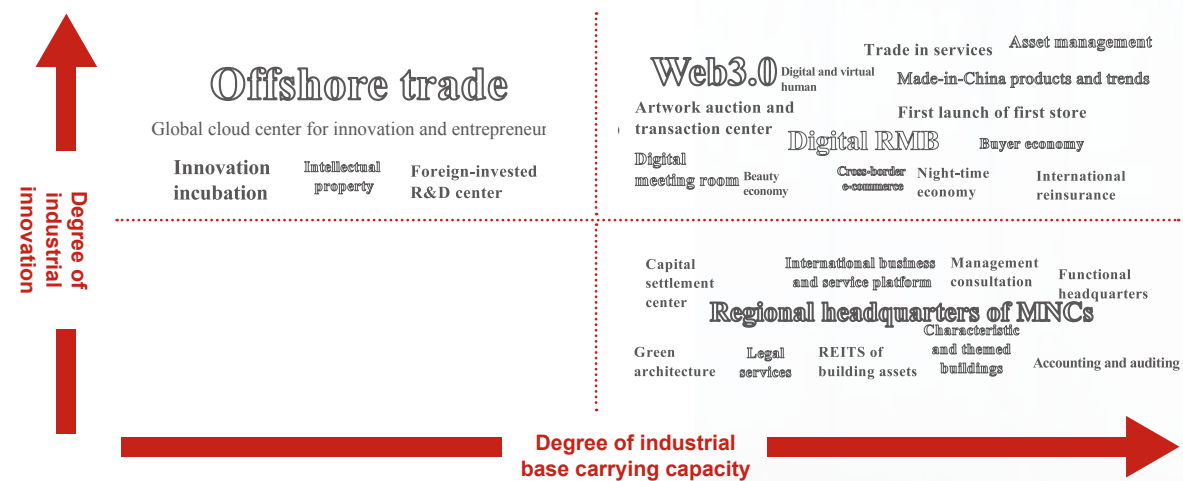 Offshore trade
Global cloud center for innovation and entrepreneur
Innovation
incubation
Intellectual
property
Foreign-invested
R&D center
Trade in services
Asset management
Web3.0
Digital and virtual
human
Made-in-China products and trends
Artwork auction and
transaction center
First launch of first store
Digital RMB
Buyer economy
Digital
meeting room
Beauty
economy
Cross-border
e-commerce
Night-time
economy
International
reinsurance
Degree of
industrial
innovation
Capital
settlement
center
International business
and service platform
Management
consultation
Functional
headquarters
Regional headquarters of MNCs
Green
architecture
Legal
services
REITS of
building assets
Characteristic
and themed
buildings
Accounting and auditing
Degree of industrial
base carrying capacity